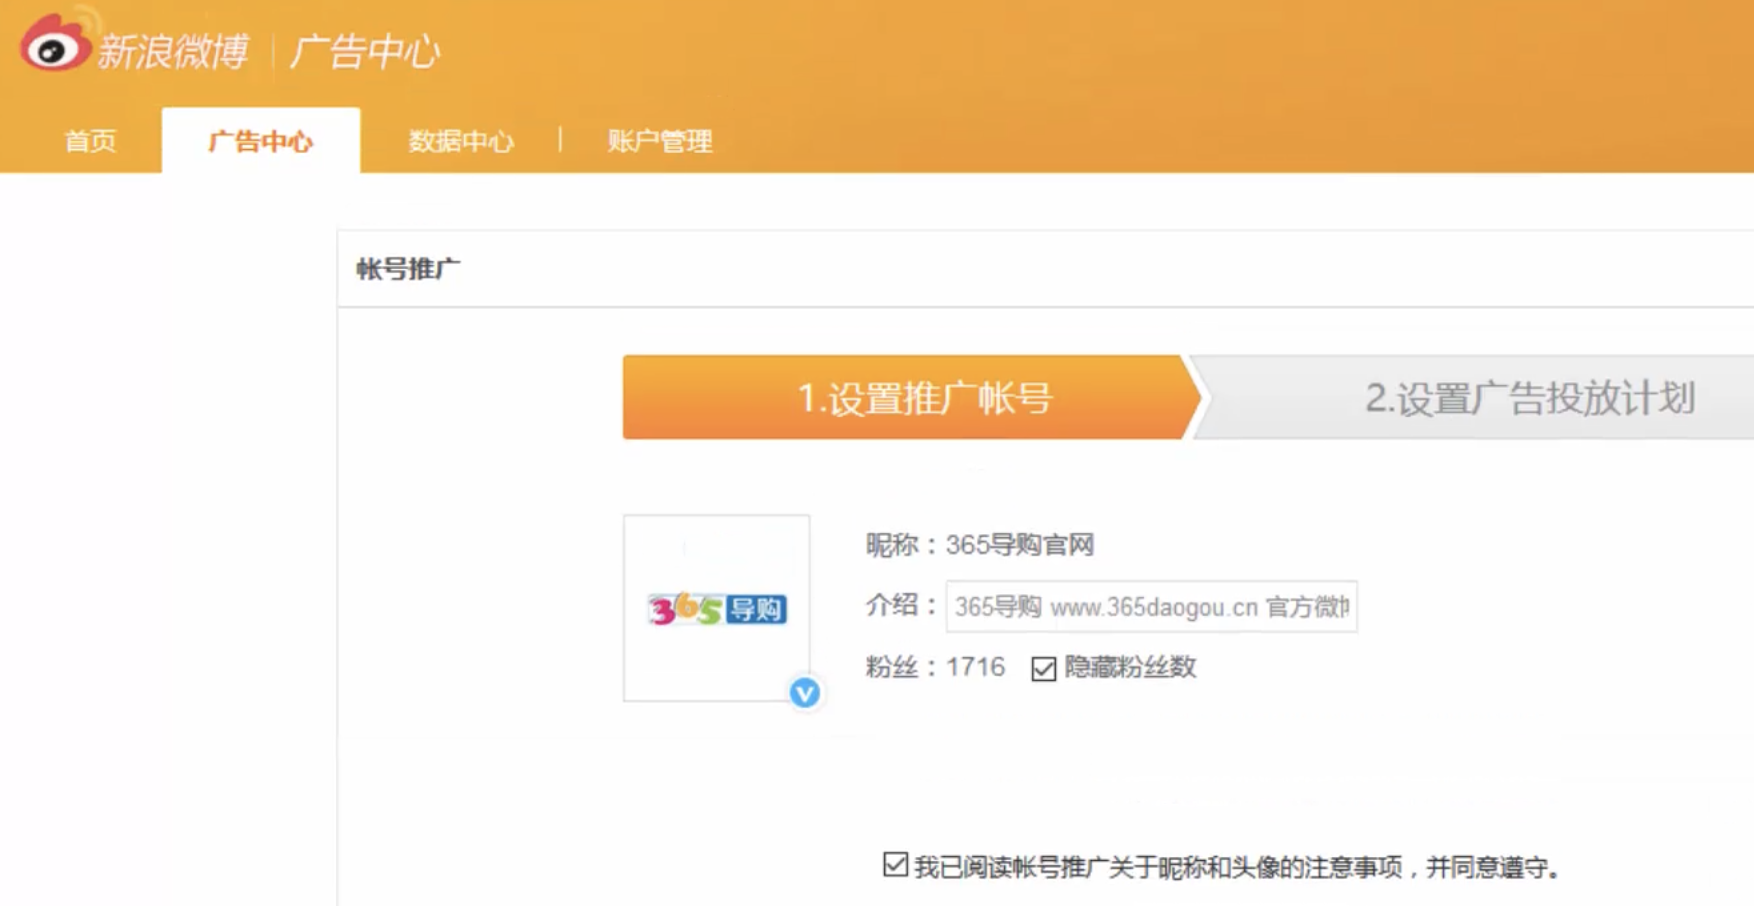 新浪微博 | 广告中心
首页 广告中心 数据中心 | 账户管理
帐号推广
1.设置推广帐号 2.设置广告投放计划
365导购
昵称：365导购官网
介绍：365导购 www.365daogou.cn 官方微
粉丝：1716 隐藏粉丝数
我已阅读帐号推广关于昵称和头像的注意事项，并同意遵守。